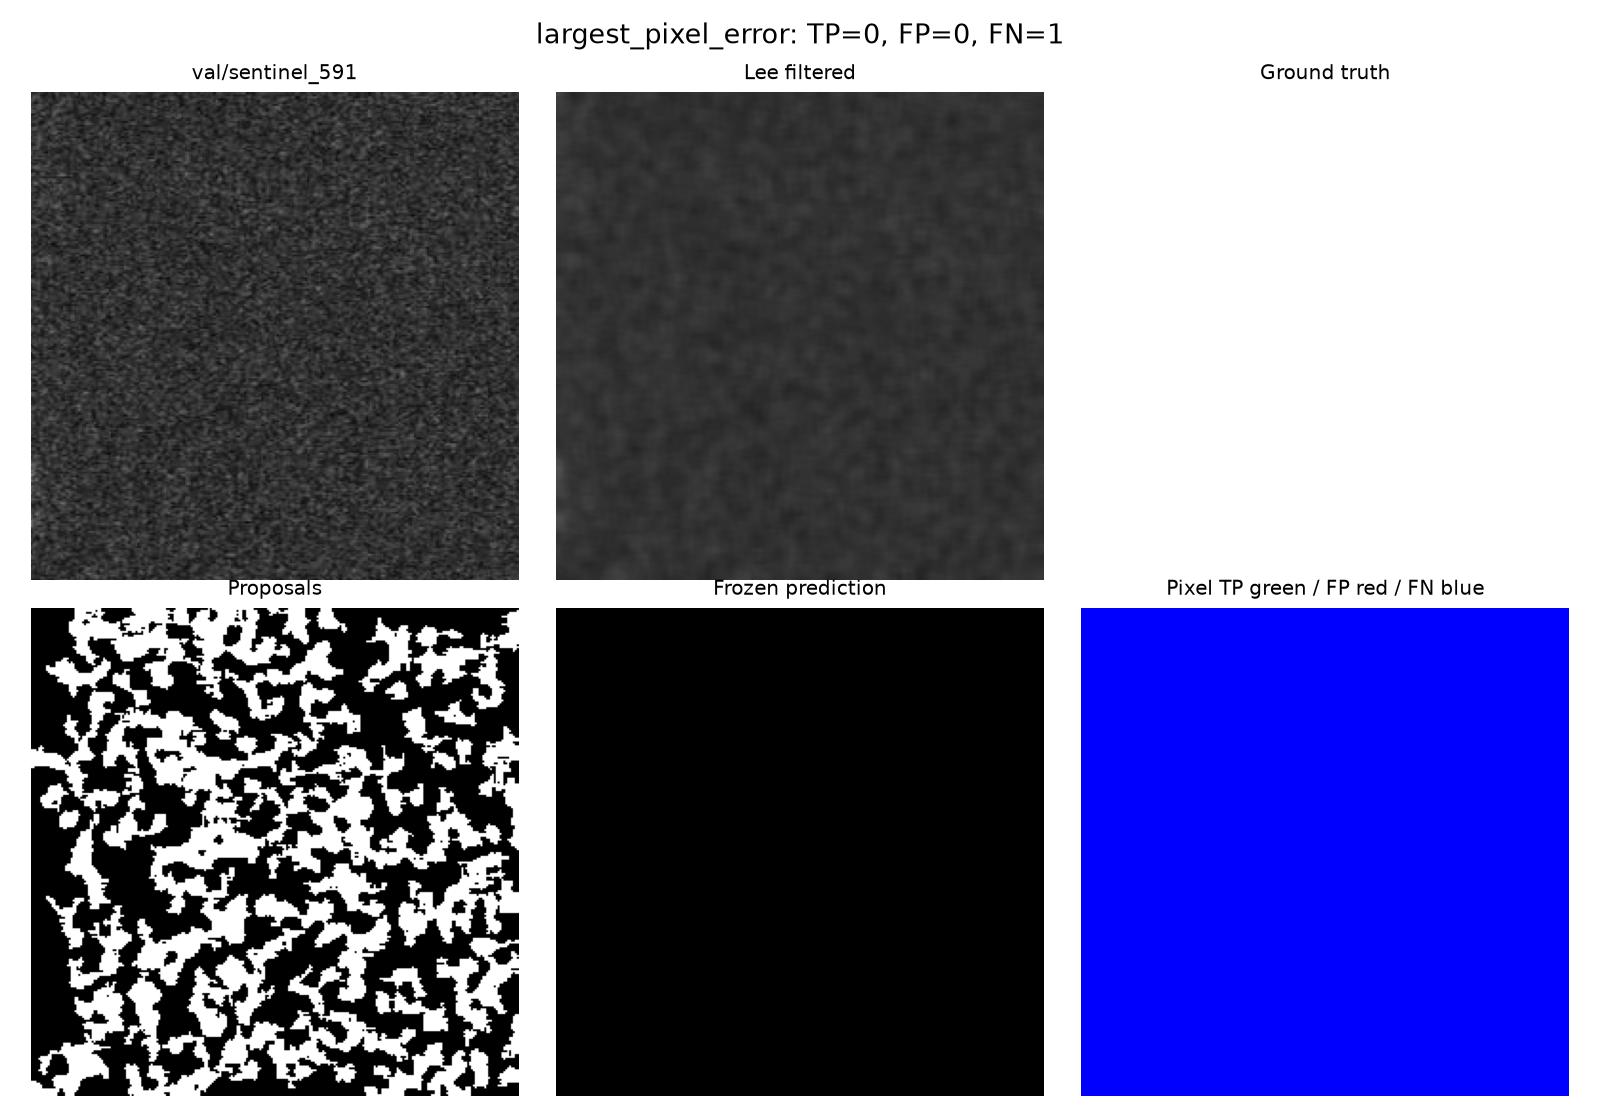 largest_pixel_error: TP=0, FP=0, FN=1
val/sentinel_591
Lee filtered
Ground truth
Proposals
Frozen prediction
Pixel TP green / FP red / FN blue